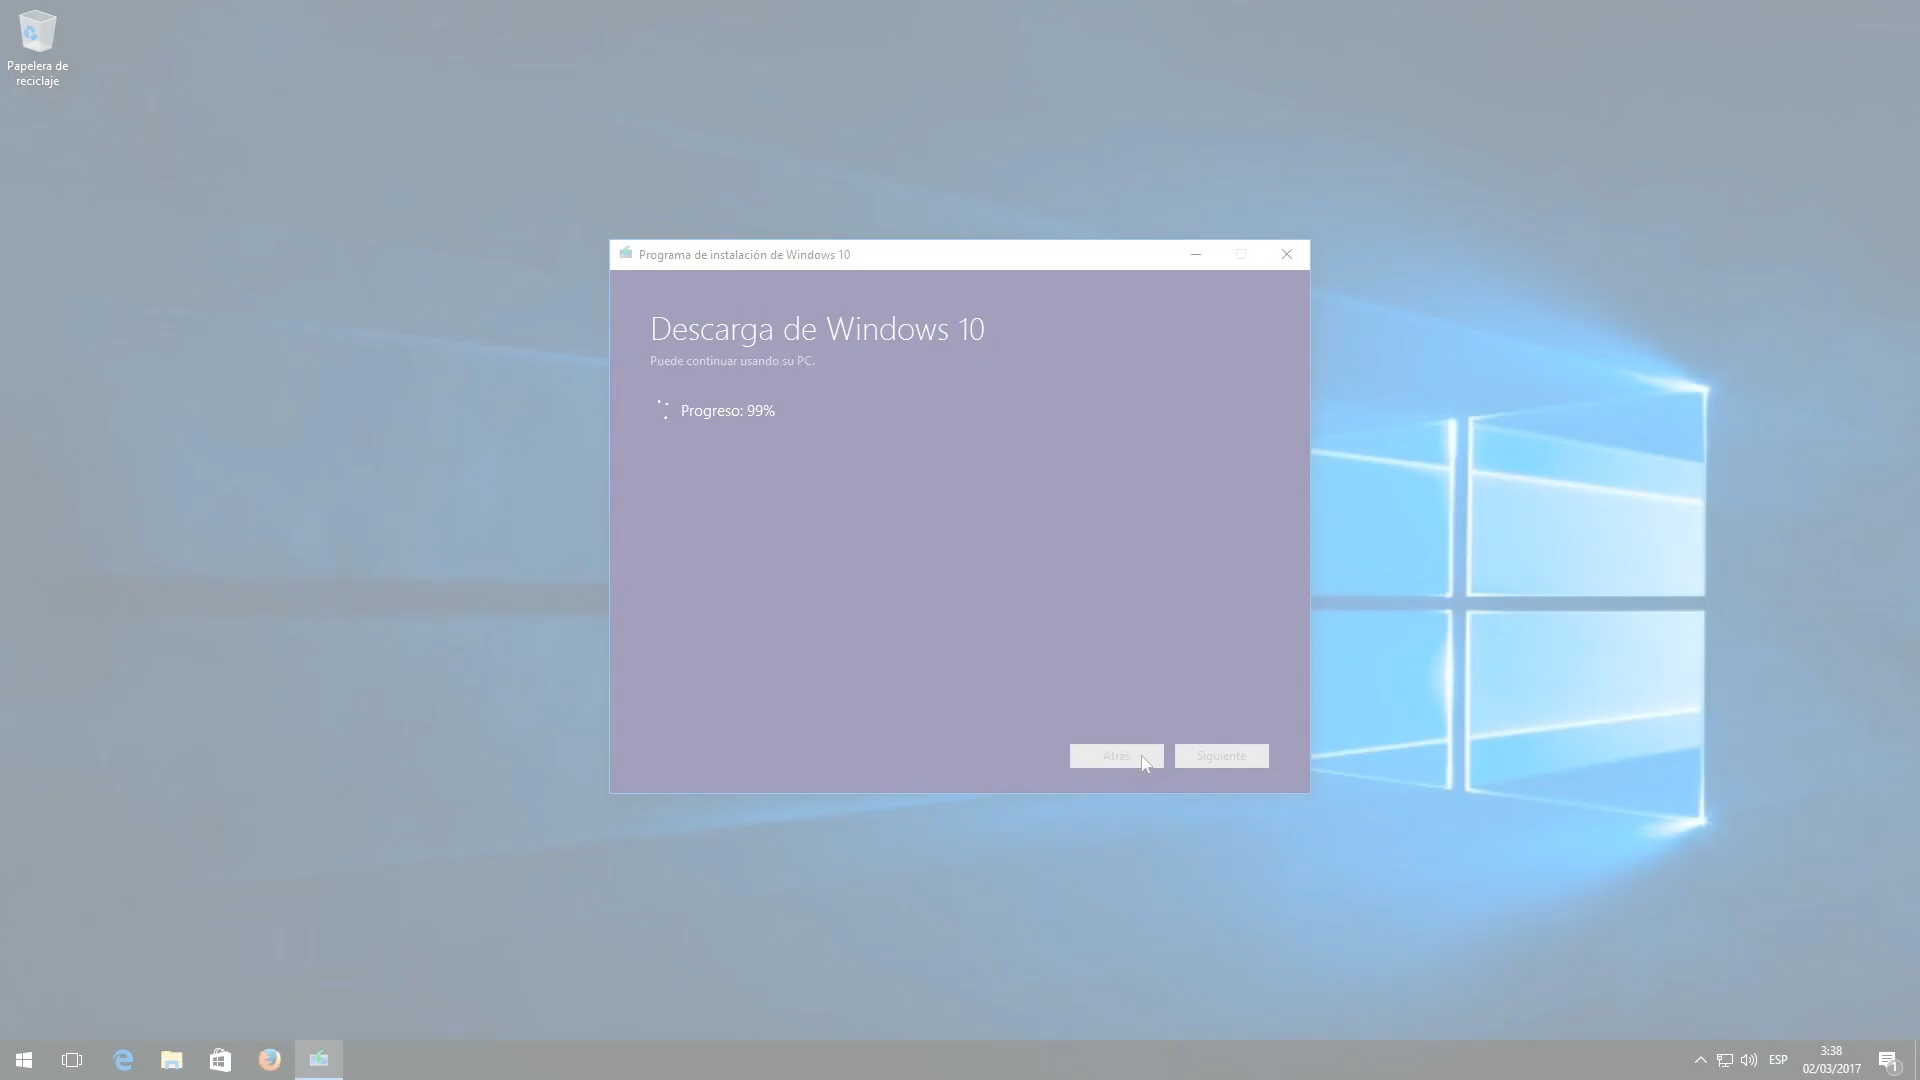 Papelera de
reciclaje
Programa de instalación de Windows 10
Descarga de Windows 10
Puede continuar usando su PC.
Progreso: 99%
Atrás
Siguiente
ESP
3:38
02/03/2017
1